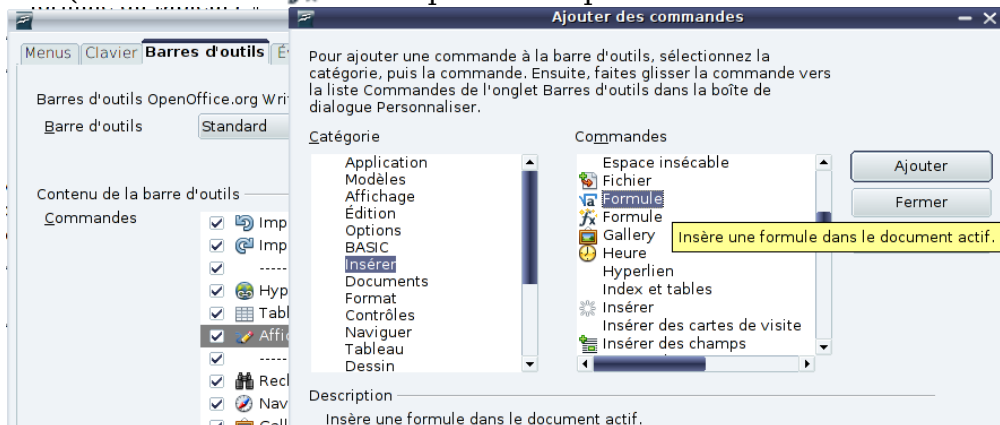 Ajouter des commandes
Menus Clavier Barres d'outils
Barres d'outils OpenOffice.org Wri
Barre d'outils Standard
Contenu de la barre d'outils
Commandes
Imp
Imp
-----
Hyp
Tabl
Affic
-----
Rec
Nav
Pour ajouter une commande à la barre d'outils, sélectionnez la
catégorie, puis la commande. Ensuite, faites glisser la commande vers
la liste Commandes de l'onglet Barres d'outils dans la boîte de
dialogue Personnaliser.
Catégorie
Application
Modèles
Affichage
Édition
Options
BASIC
Insérer
Documents
Format
Contrôles
Naviguer
Tableau
Dessin
Commandes
Espace insécable
Fichier
Formule
Formule
Gallery
Heure
Hyperlien
Index et tables
Insérer
Insérer des cartes de visite
Insérer des champs
Ajouter
Fermer
Insère une formule dans le document actif.
Description
Insère une formule dans le document actif.